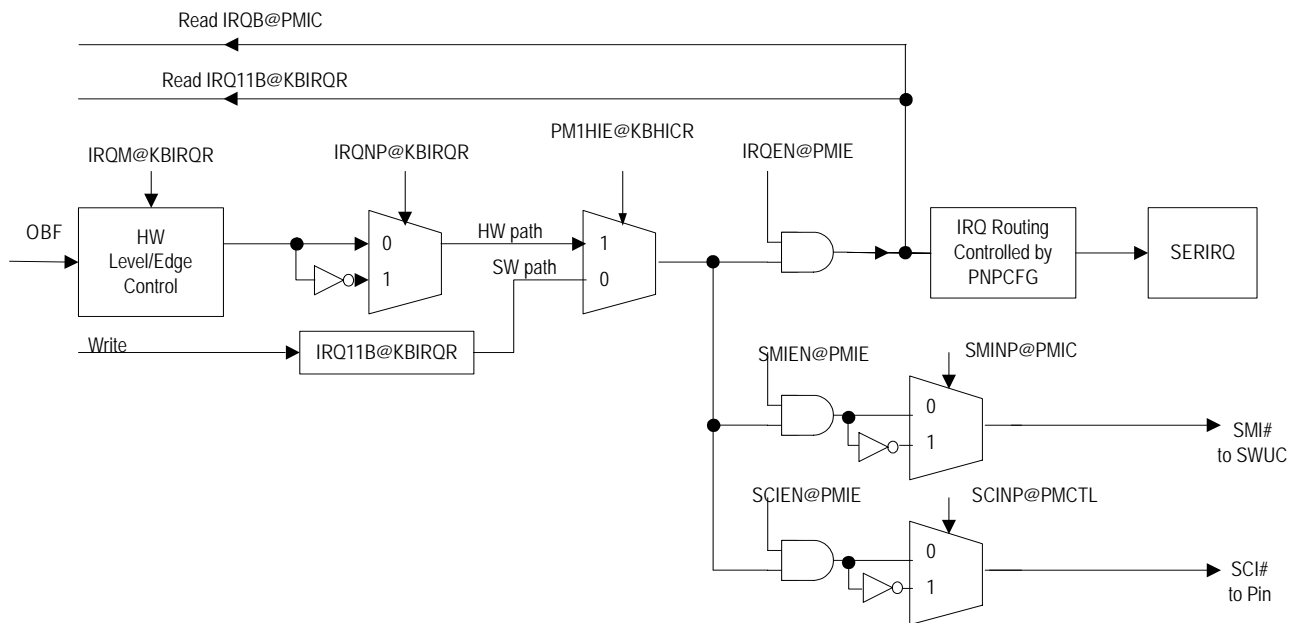 Read IRQB@PMIC
Read IRQ11B@KBIRQR
PM1HIE@KBHICR
IRQM@KBIRQR
IRQNP@KBIRQR
IRQEN@PMIE
OBF
HW
Level/Edge
Control
0
1
HW path
SW path
1
0
IRQ Routing
Controlled by
PNPCFG
SERIRQ
Write
IRQ11B@KBIRQR
SMIEN@PMIE
SMINP@PMIC
0
1
SMI#
to SWUC
SCIEN@PMIE
SCINP@PMCTL
0
1
SCI#
to Pin